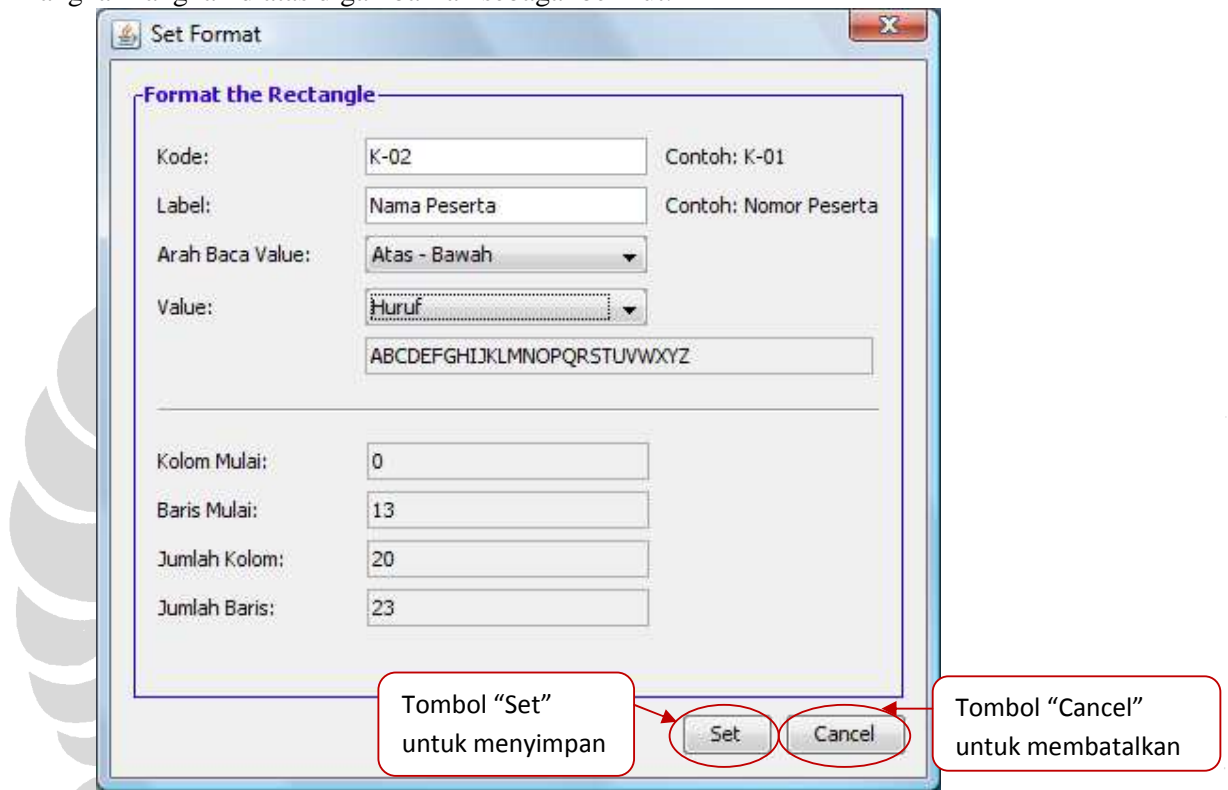 Set Format
Format the Rectangle
Kode: K-02 Contoh: K-01
Label: Nama Peserta Contoh: Nomor Peserta
Arah Baca Value: Atas - Bawah
Value: Huruf
ABCDEFGHIJKLMNOPQRSTUVWXYZ
Kolom Mulai: 0
Baris Mulai: 13
Jumlah Kolom: 20
Jumlah Baris: 23
Tombol “Set”
untuk menyimpan
Set Cancel
Tombol “Cancel”
untuk membatalkan